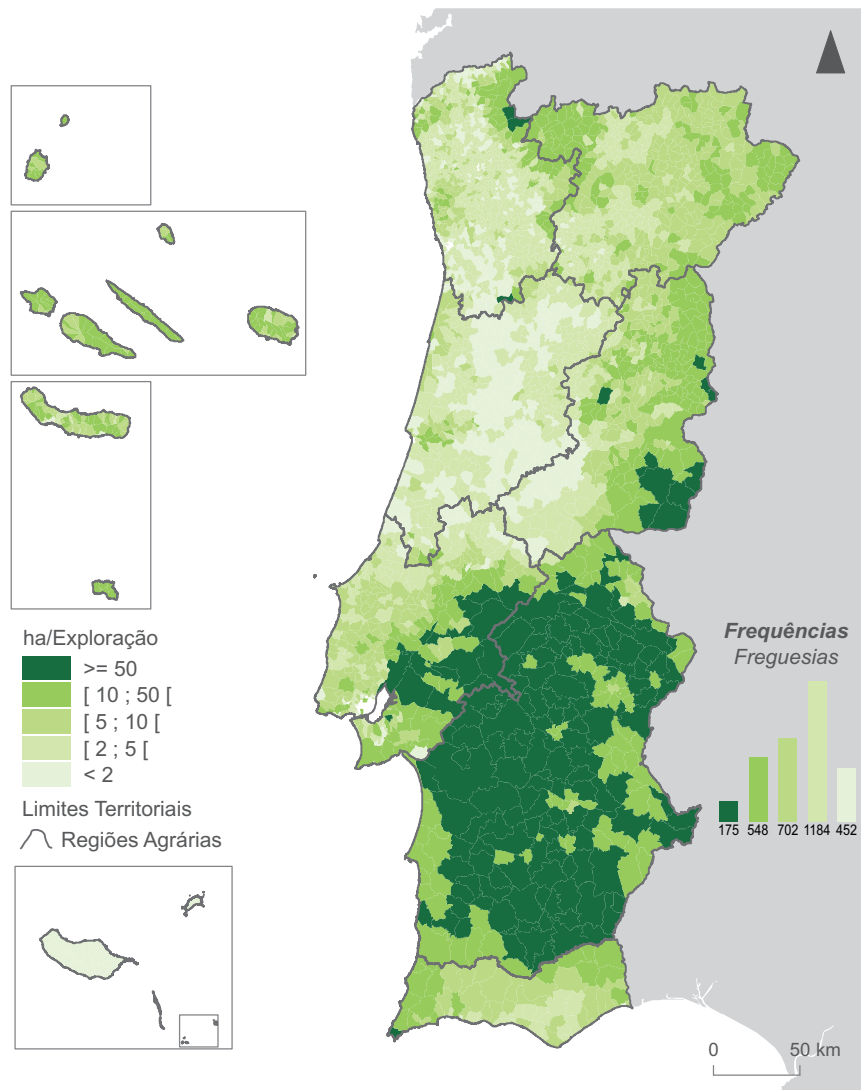 ha/Exploração
>= 50
[ 10 ; 50 [
[ 5 ; 10 [
[ 2 ; 5 [
< 2
Limites Territoriais
Regiões Agrárias
Frequências
Freguesias
175 548 702 1184 452
0 50 km